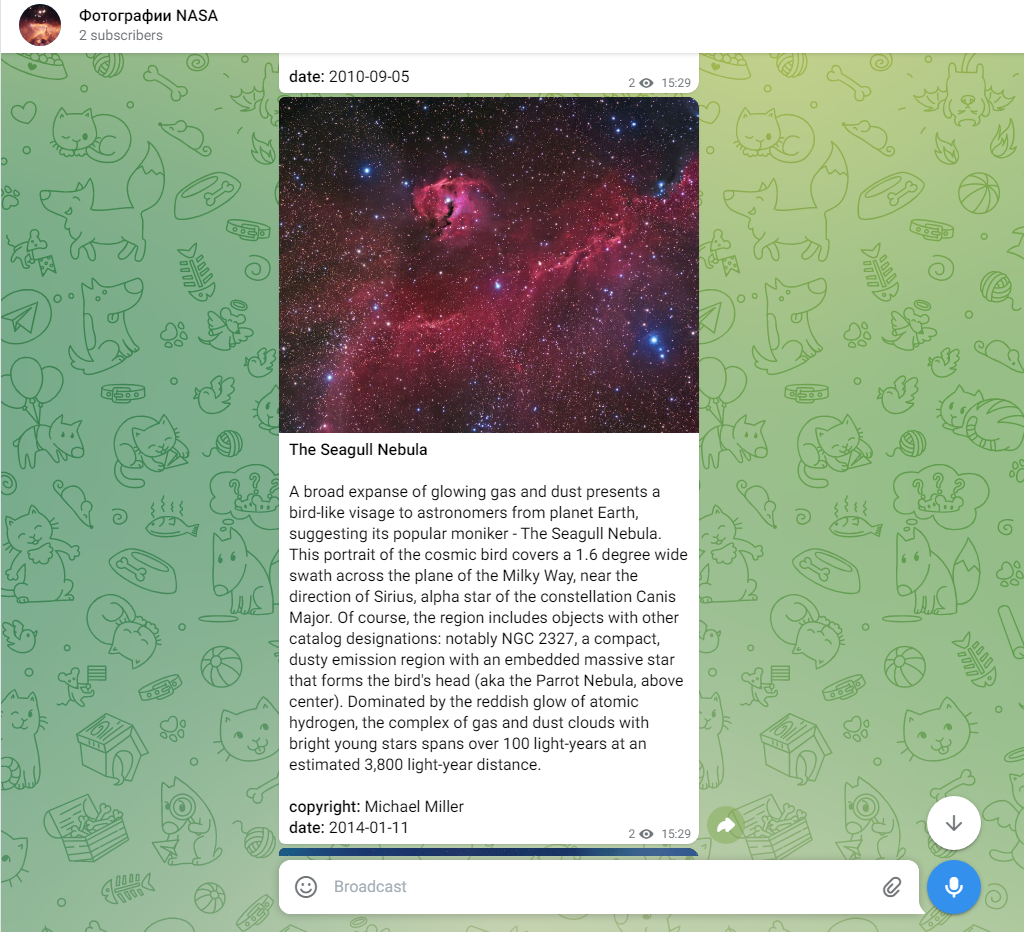 Фотографии NASA
2 subscribers
date: 2010-09-05
2 15:29
The Seagull Nebula
A broad expanse of glowing gas and dust presents a
bird-like visage to astronomers from planet Earth,
suggesting its popular moniker - The Seagull Nebula.
This portrait of the cosmic bird covers a 1.6 degree wide
swath across the plane of the Milky Way, near the
direction of Sirius, alpha star of the constellation Canis
Major. Of course, the region includes objects with other
catalog designations: notably NGC 2327, a compact,
dusty emission region with an embedded massive star
that forms the bird's head (aka the Parrot Nebula, above
center). Dominated by the reddish glow of atomic
hydrogen, the complex of gas and dust clouds with
bright young stars spans over 100 light-years at an
estimated 3,800 light-year distance.
copyright: Michael Miller
date: 2014-01-11
2 15:29
Broadcast